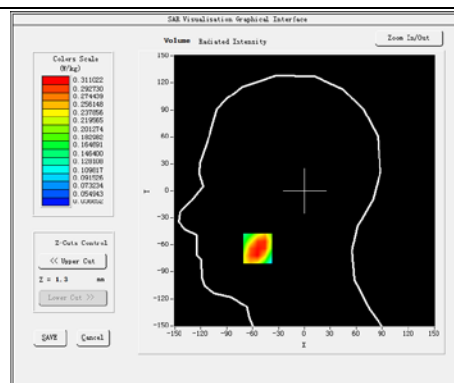 SAR Visualisation Graphical Interface
Volume Radiated Intensity
Zoom In/Out
Colors Scale
(W/kg)
0.311022
0.292730
0.274439
0.256148
0.237856
0.219565
0.201274
0.182982
0.164691
0.146400
0.128108
0.109817
0.091526
0.073234
0.054943
Z-Cuts Control
<< Upper Cut
Z = 1.3 mm
Lower Cut >>
SAVE Cancel
150
120
90
60
30
0
-30
-60
-90
-120
-150
Y
-150 -120 -90 -60 -30 0 30 60 90 120 150
X